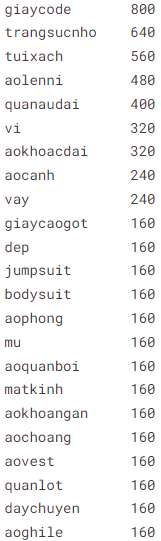 giaycode 800
trangsucnho 640
tuixach 560
aolenni 480
quanaudai 400
vi 320
aokhoacdai 320
aocanh 240
vay 240
giaycaogot 160
dep 160
jumpsuit 160
bodysuit 160
aophong 160
mu 160
aoquanboi 160
matkinh 160
aokhoangan 160
aochoang 160
aovest 160
quanlot 160
daychuyen 160
aoghile 160